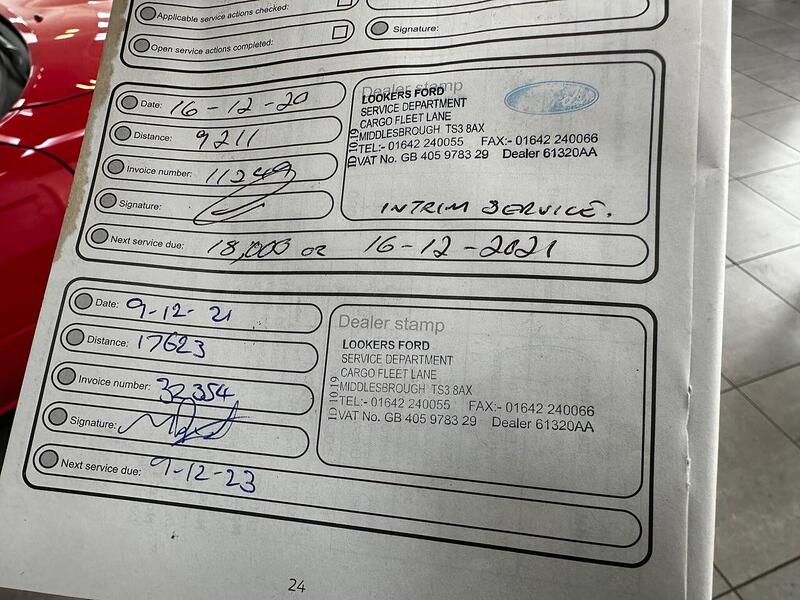 Applicable service actions checked:
Open service actions completed:
Signature:
Date: 16-12-20
Distance: 9211
Invoice number: 11249
Signature:
Next service due: 18,000 or 16-12-2021
Dealer stamp
LOOKERS FORD
SERVICE DEPARTMENT
CARGO FLEET LANE
MIDDLESBROUGH TS3 8AX
TEL:- 01642 240055 FAX:- 01642 240066
VAT No. GB 405 9783 29 Dealer 61320AA
ID 10.19
Ford
INTRIM SERVICE.
Date: 9-12-21
Distance: 17623
Invoice number: 32354
Signature:
Next service due: 9-12-23
Dealer stamp
LOOKERS FORD
SERVICE DEPARTMENT
CARGO FLEET LANE
MIDDLESBROUGH TS3 8AX
TEL:- 01642 240055 FAX:- 01642 240066
VAT No. GB 405 9783 29 Dealer 61320AA
ID 10.19
24